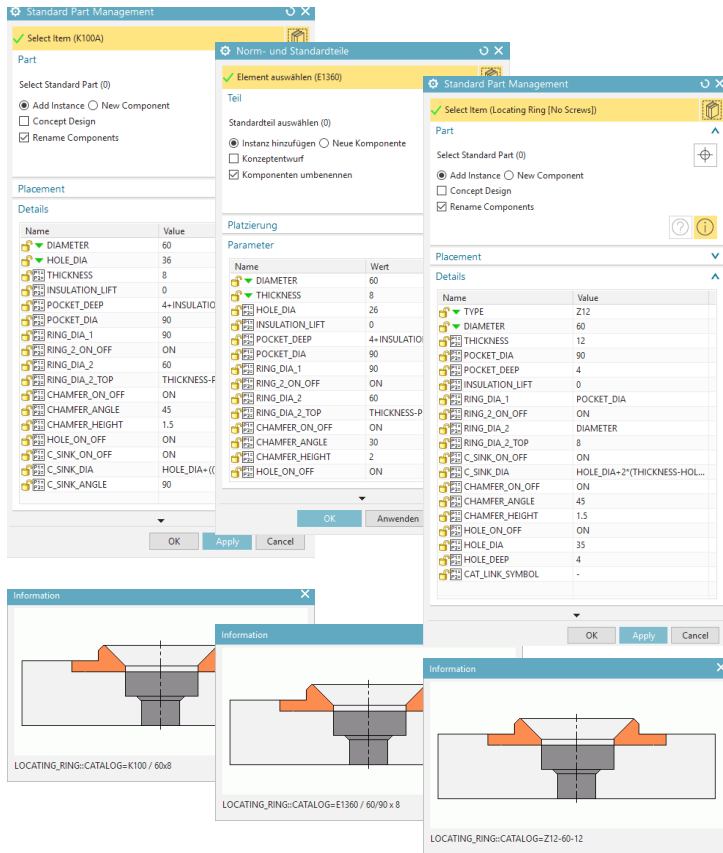 Standard Part Management
Select Item (K100A)
Part
Select Standard Part (0)
Add Instance New Component
Concept Design
Rename Components
Placement
Details
Name Value
DIAMETER 60
HOLE_DIA 36
THICKNESS 8
INSULATION_LIFT 0
POCKET_DEEP 4+INSULATIO
POCKET_DIA 90
RING_DIA_1 90
RING_2_ON_OFF ON
RING_DIA_2 60
RING_DIA_2_TOP THICKNESS-P
CHAMFER_ON_OFF ON
CHAMFER_ANGLE 45
CHAMFER_HEIGHT 1.5
HOLE_ON_OFF ON
C_SINK_ON_OFF ON
C_SINK_DIA HOLE_DIA+((
C_SINK_ANGLE 90
OK Apply Cancel
Norm- und Standardteile
Element auswählen (E1360)
Teil
Standardteil auswählen (0)
Instanz hinzufügen Neue Komponente
Konzeptentwurf
Komponenten umbenennen
Platzierung
Parameter
Name Wert
DIAMETER 60
THICKNESS 8
HOLE_DIA 26
INSULATION_LIFT 0
POCKET_DEEP 4+INSULATIO
POCKET_DIA 90
RING_DIA_1 90
RING_2_ON_OFF ON
RING_DIA_2 60
RING_DIA_2_TOP THICKNESS-P
CHAMFER_ON_OFF ON
CHAMFER_ANGLE 30
CHAMFER_HEIGHT 2
HOLE_ON_OFF ON
OK Anwenden
Standard Part Management
Select Item (Locating Ring [No Screws])
Part
Select Standard Part (0)
Add Instance New Component
Concept Design
Rename Components
Placement
Details
Name Value
TYPE Z12
DIAMETER 60
THICKNESS 12
POCKET_DIA 90
POCKET_DEEP 4
INSULATION_LIFT 0
RING_DIA_1 POCKET_DIA
RING_2_ON_OFF ON
RING_DIA_2 DIAMETER
RING_DIA_2_TOP 8
C_SINK_ON_OFF ON
C_SINK_DIA HOLE_DIA+2*(THICKNESS-HOL...
CHAMFER_ON_OFF ON
CHAMFER_ANGLE 45
CHAMFER_HEIGHT 1.5
HOLE_ON_OFF ON
HOLE_DIA 35
HOLE_DEEP 4
CAT_LINK_SYMBOL -
OK Apply Cancel
Information
LOCATING_RING::CATALOG=K100 / 60x8
Information
LOCATING_RING::CATALOG=E1360 / 60/90 x 8
Information
LOCATING_RING::CATALOG=Z12-60-12